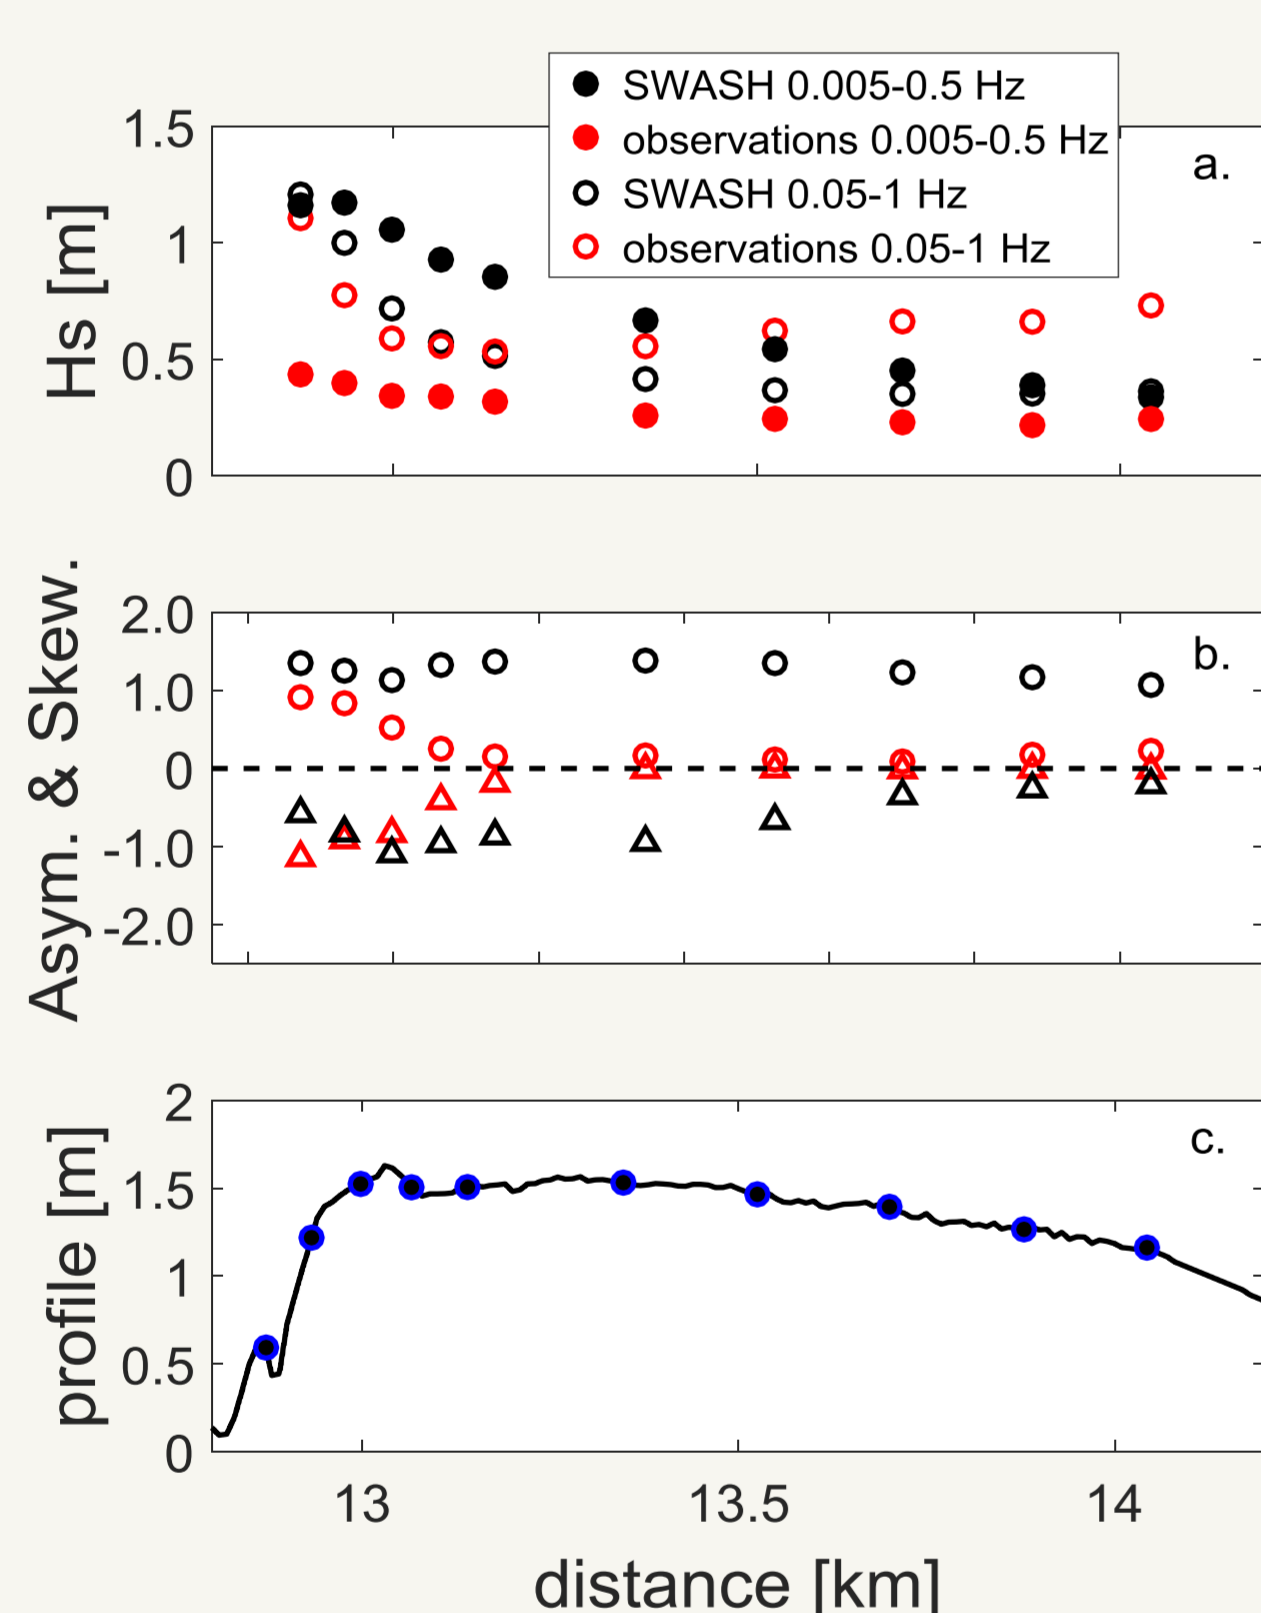 SWASH 0.005-0.5 Hz
observations 0.005-0.5 Hz
SWASH 0.05-1 Hz
observations 0.05-1 Hz
a.
Hs [m]
1.5
1
0.5
0
b.
Asym. & Skew.
2.0
1.0
0
-1.0
-2.0
c.
profile [m]
2
1.5
1
0.5
0
13
13.5
14
distance [km]